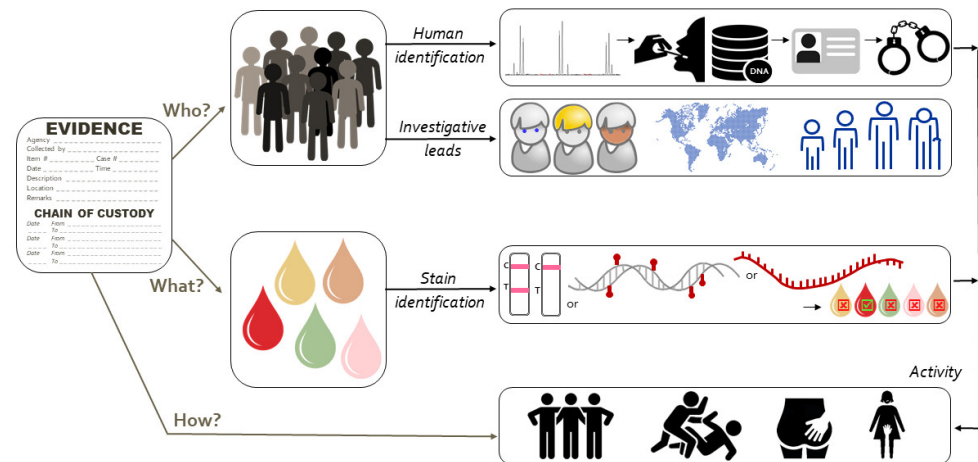 EVIDENCE
Agency
Collected by
Item # Case #
Date Time
Description
Location
Remarks
CHAIN OF CUSTODY
Date From
To
Date From
To
Date From
To
Who?
What?
How?
Human
identification
DNA
Investigative
leads
Stain
identification
C
T
C
T
or
or
Activity